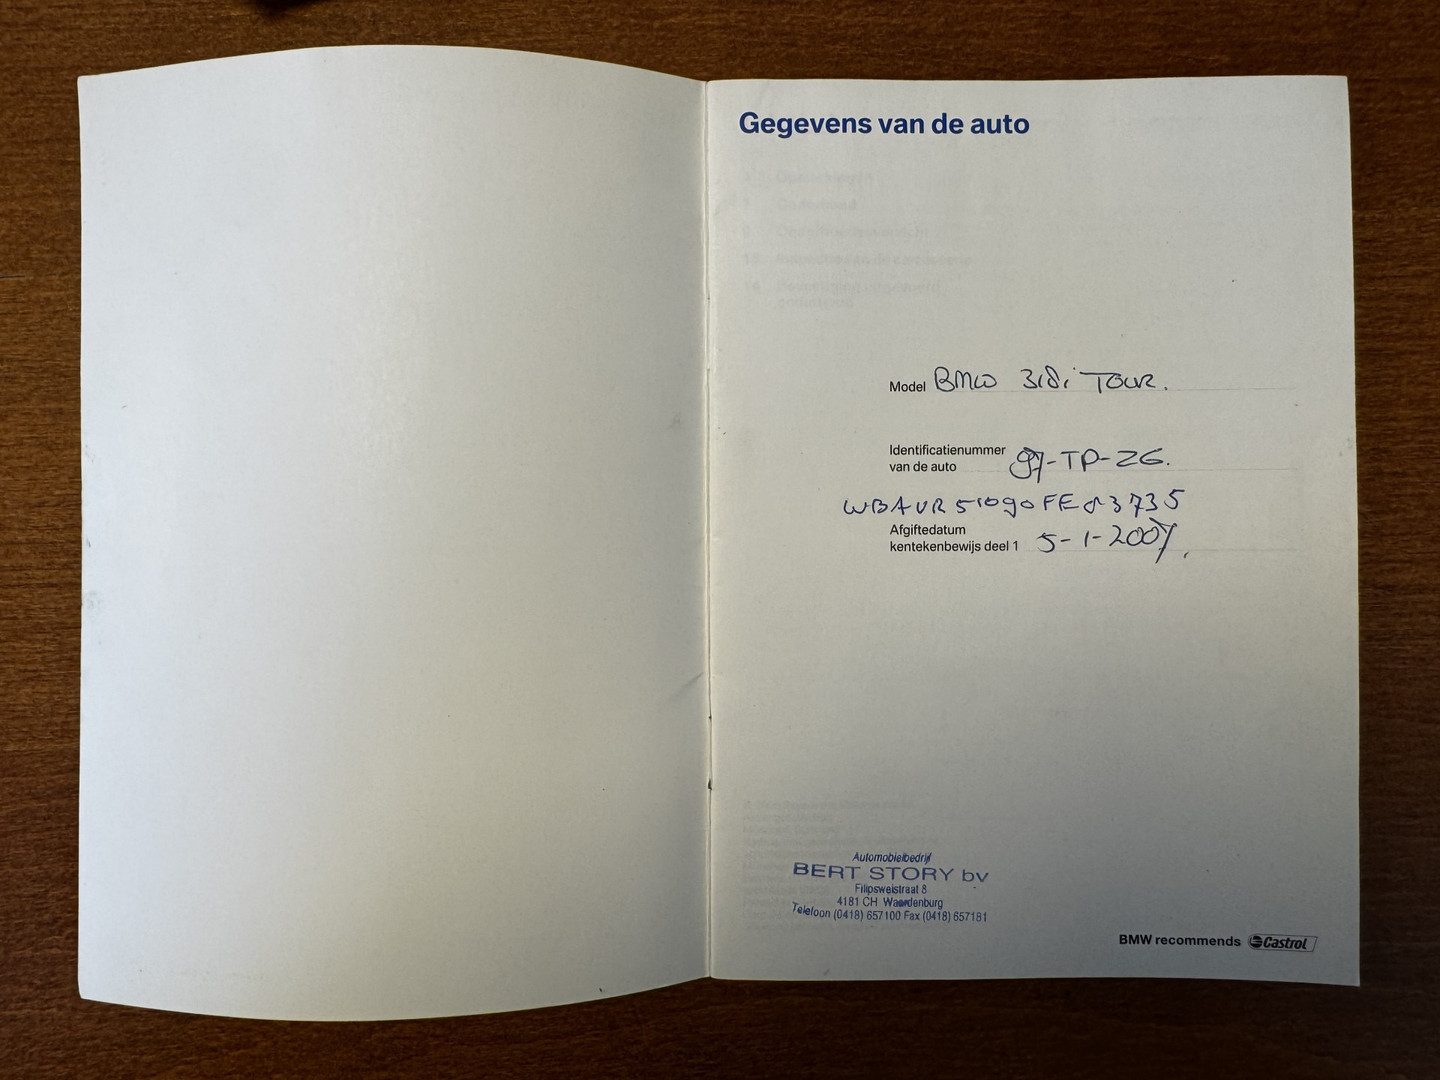 Gegevens van de auto
Model BMW 318i TOUR.
Identificatienummer
van de auto 97-TP-ZG.
WBAVR51090FE83735
Afgiftedatum
kentekenbewijs deel 1 5-1-2007.
Automobielbedrijf
BERT STORY bv
Filipsweistraat 8
4181 CH Waardenburg
Telefoon (0418) 657100 Fax (0418) 657181
BMW recommends Castrol